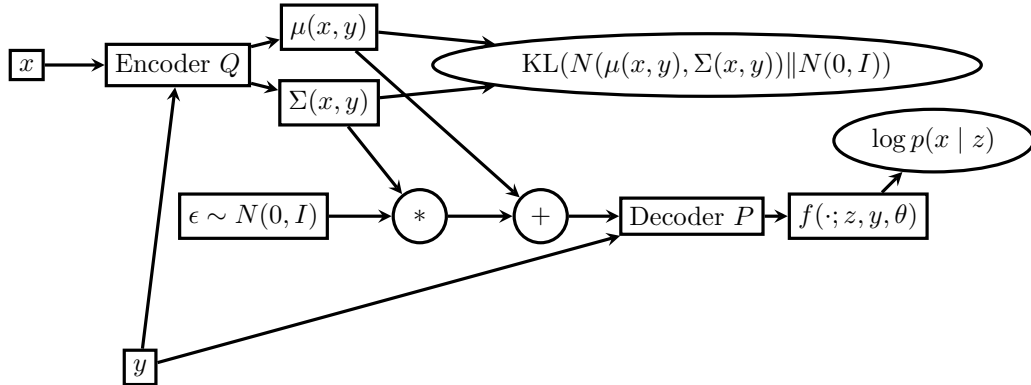 μ(x, y)
x
Encoder Q
KL(N(μ(x, y), Σ(x, y))∥N(0, I))
Σ(x, y)
log p(x | z)
ϵ ∼ N(0, I)
*
+
Decoder P
f(·; z, y, θ)
y